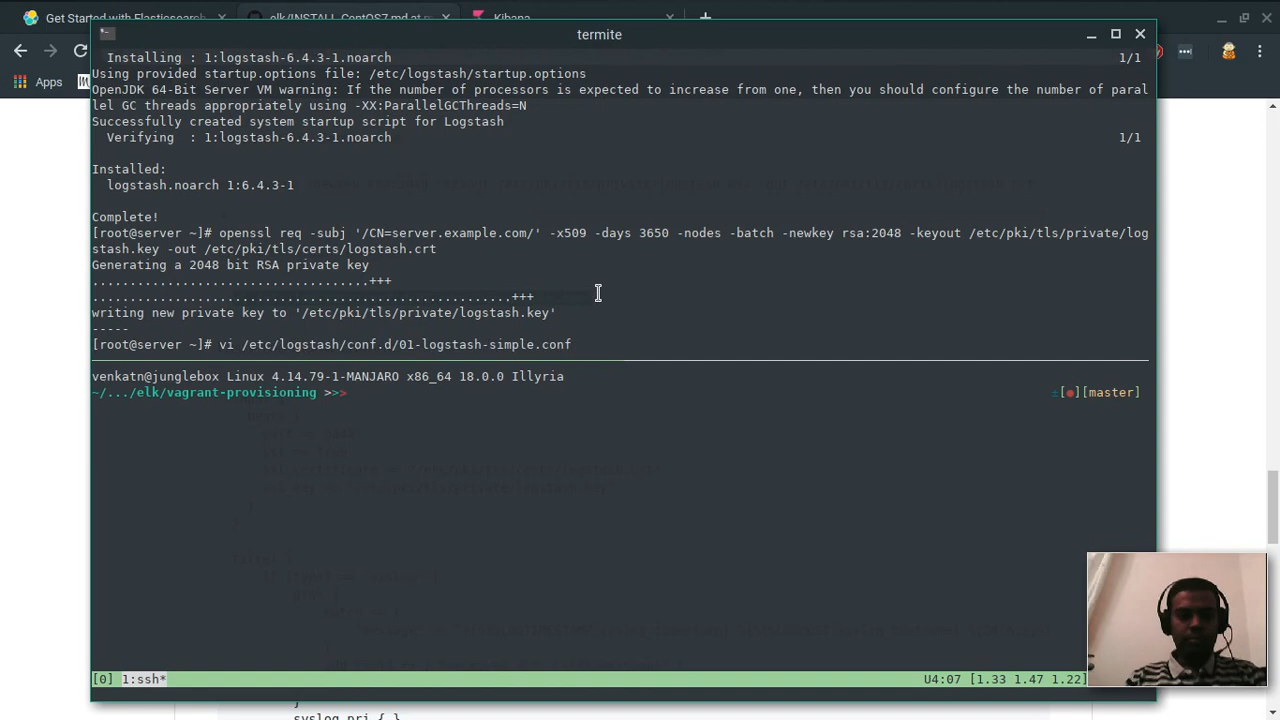 Get Started with Elasticsearch
elk/INSTALL_CentOS7.md at m
Kibana
Apps
termite
Installing : 1:logstash-6.4.3-1.noarch 1/1
Using provided startup.options file: /etc/logstash/startup.options
OpenJDK 64-Bit Server VM warning: If the number of processors is expected to increase from one, then you should configure the number of paral
lel GC threads appropriately using -XX:ParallelGCThreads=N
Successfully created system startup script for Logstash
Verifying : 1:logstash-6.4.3-1.noarch 1/1
Installed:
logstash.noarch 1:6.4.3-1
Complete!
[root@server ~]# openssl req -subj '/CN=server.example.com/' -x509 -days 3650 -nodes -batch -newkey rsa:2048 -keyout /etc/pki/tls/private/log
stash.key -out /etc/pki/tls/certs/logstash.crt
Generating a 2048 bit RSA private key
.....................................+++
........................................................+++
writing new private key to '/etc/pki/tls/private/logstash.key'
-----
[root@server ~]# vi /etc/logstash/conf.d/01-logstash-simple.conf
venkatn@junglebox Linux 4.14.79-1-MANJARO x86_64 18.0.0 Illyria
~/.../elk/vagrant-provisioning >>> ±[●][master]
[0] 1:ssh* U4:07 [1.33 1.47 1.22]
}
syslog_pri { }